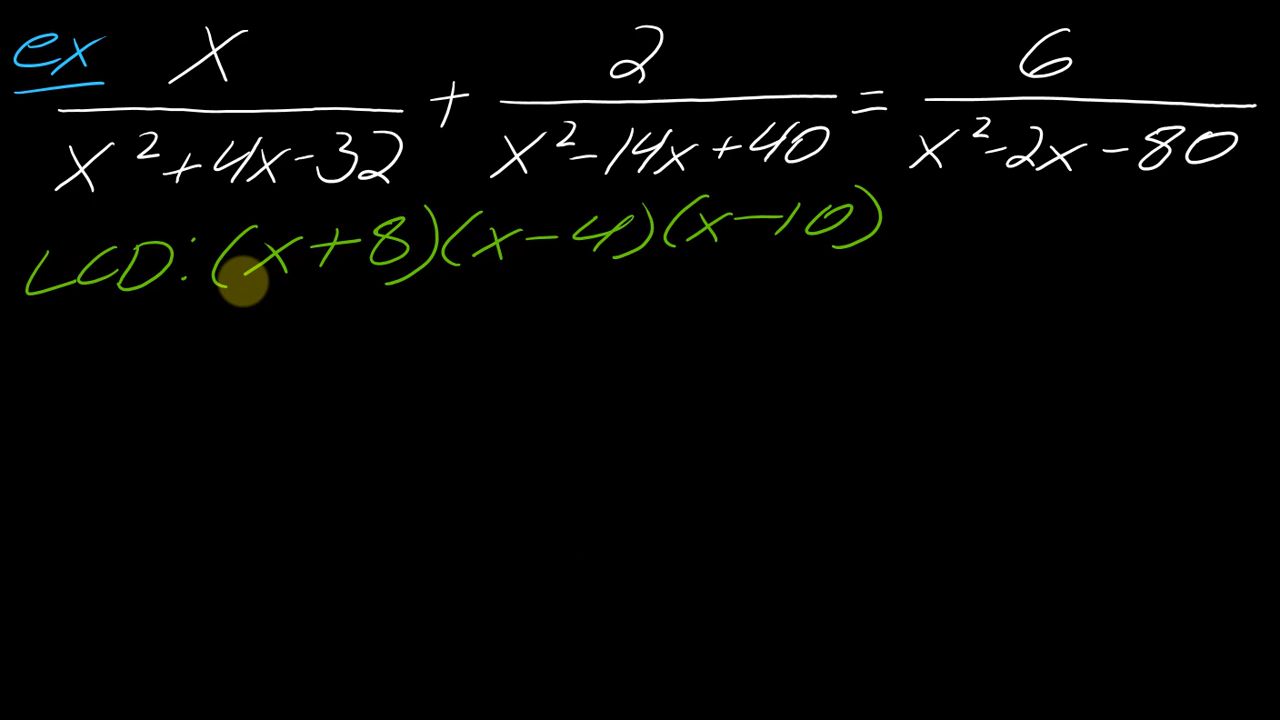 ex x/(x²+4x-32) + 2/(x²-14x+40) = 6/(x²-2x-80)
LCD: (x+8)(x-4)(x-10)